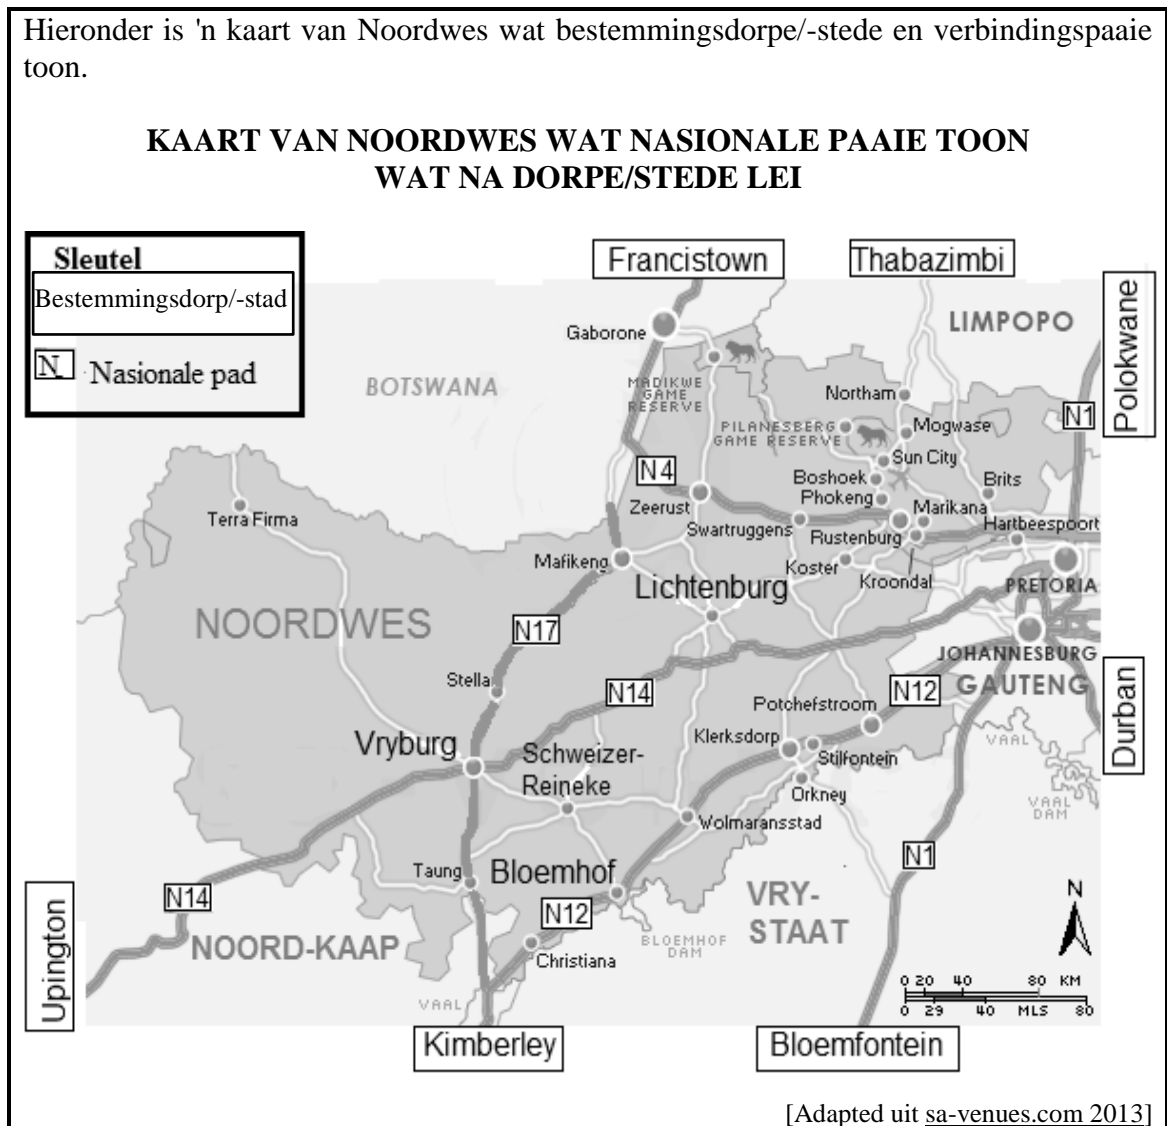 Hieronder is 'n kaart van Noordwes wat bestemmingsdorpe/-stede en verbindingspaaie
toon.
KAART VAN NOORDWES WAT NASIONALE PAAIE TOON
WAT NA DORPE/STEDE LEI
Sleutel
Bestemmingsdorp/-stad
N_ Nasionale pad
Francistown
Thabazimbi
Polokwane
LIMPOPO
Gaborone
BOTSWANA
MADIKWE
GAME
RESERVE
Northam
N1
PILANESBERG
GAME RESERVE
Mogwase
Sun City
N4
Boshoek
Brits
Phokeng
Zeerust
Marikana
Terra Firma
Swartruggens
Rustenburg
Hartbeespoort
Mafikeng
Koster
Kroondal
Lichtenburg
PRETORIA
NOORDWES
N17
JOHANNESBURG
Stella
N14
N12
GAUTENG
Potchefstroom
Durban
Vryburg
Klerksdorp
VAAL
Schweizer-
Reineke
Stilfontein
Orkney
VAAL
DAM
Wolmaransstad
Taung
Bloemhof
N1
N14
N12
VRY-
STAAT
N
Upington
NOORD-KAAP
BLOEMHOF
DAM
Christiana
VAAL
0 20 40 80 KM
0 29 40 MLS 80
Kimberley
Bloemfontein
[Adapted uit sa-venues.com 2013]